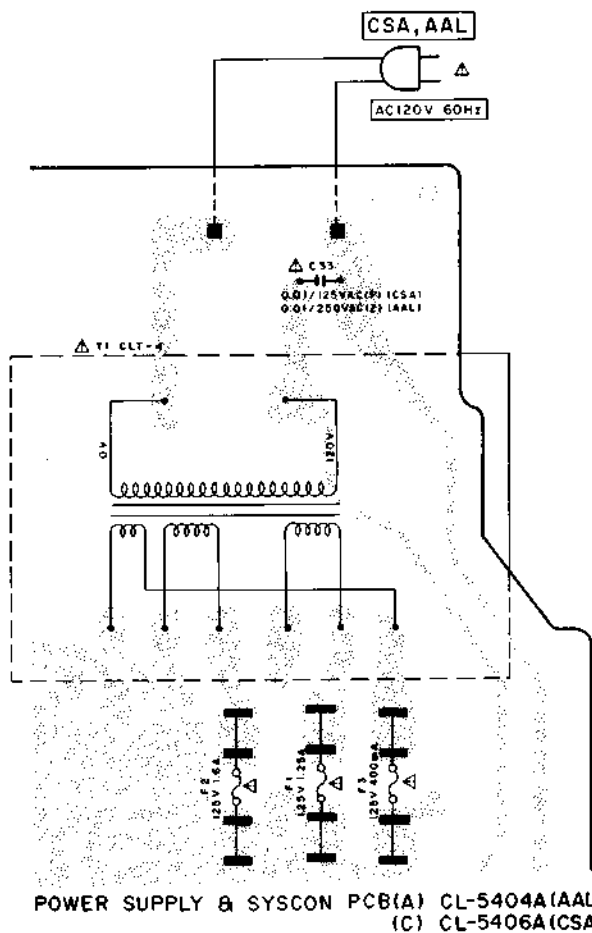 CSA, AAL
AC120V 60Hz
C33
0.01/125VAC(P) (CSA)
0.01/250VAC(Z) (AAL)
T1 CLT-4
0V
120V
F2
125V 1.6A
F1
125V 1.25A
F3
125V 400mA
POWER SUPPLY & SYSCON PCB(A) CL-5404A(AAL
(C) CL-5406A(CSA